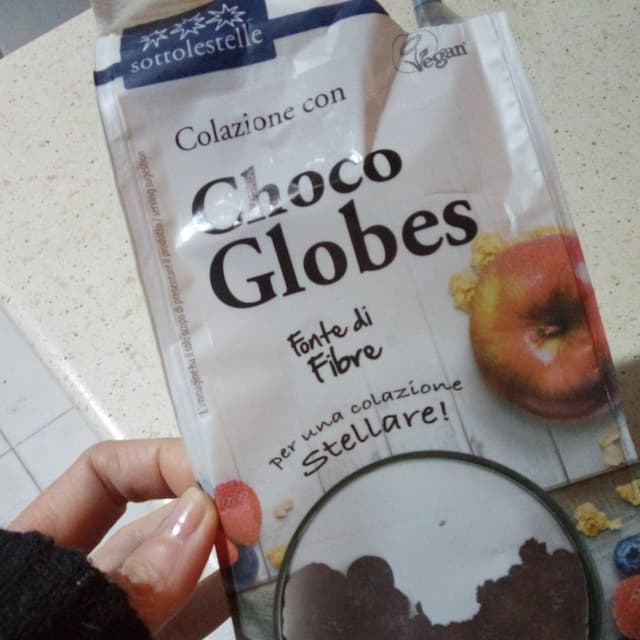 sottolestelle
Vegan
Colazione con
Choco
Globes
Fonte di
Fibre
per una colazione
stellare!